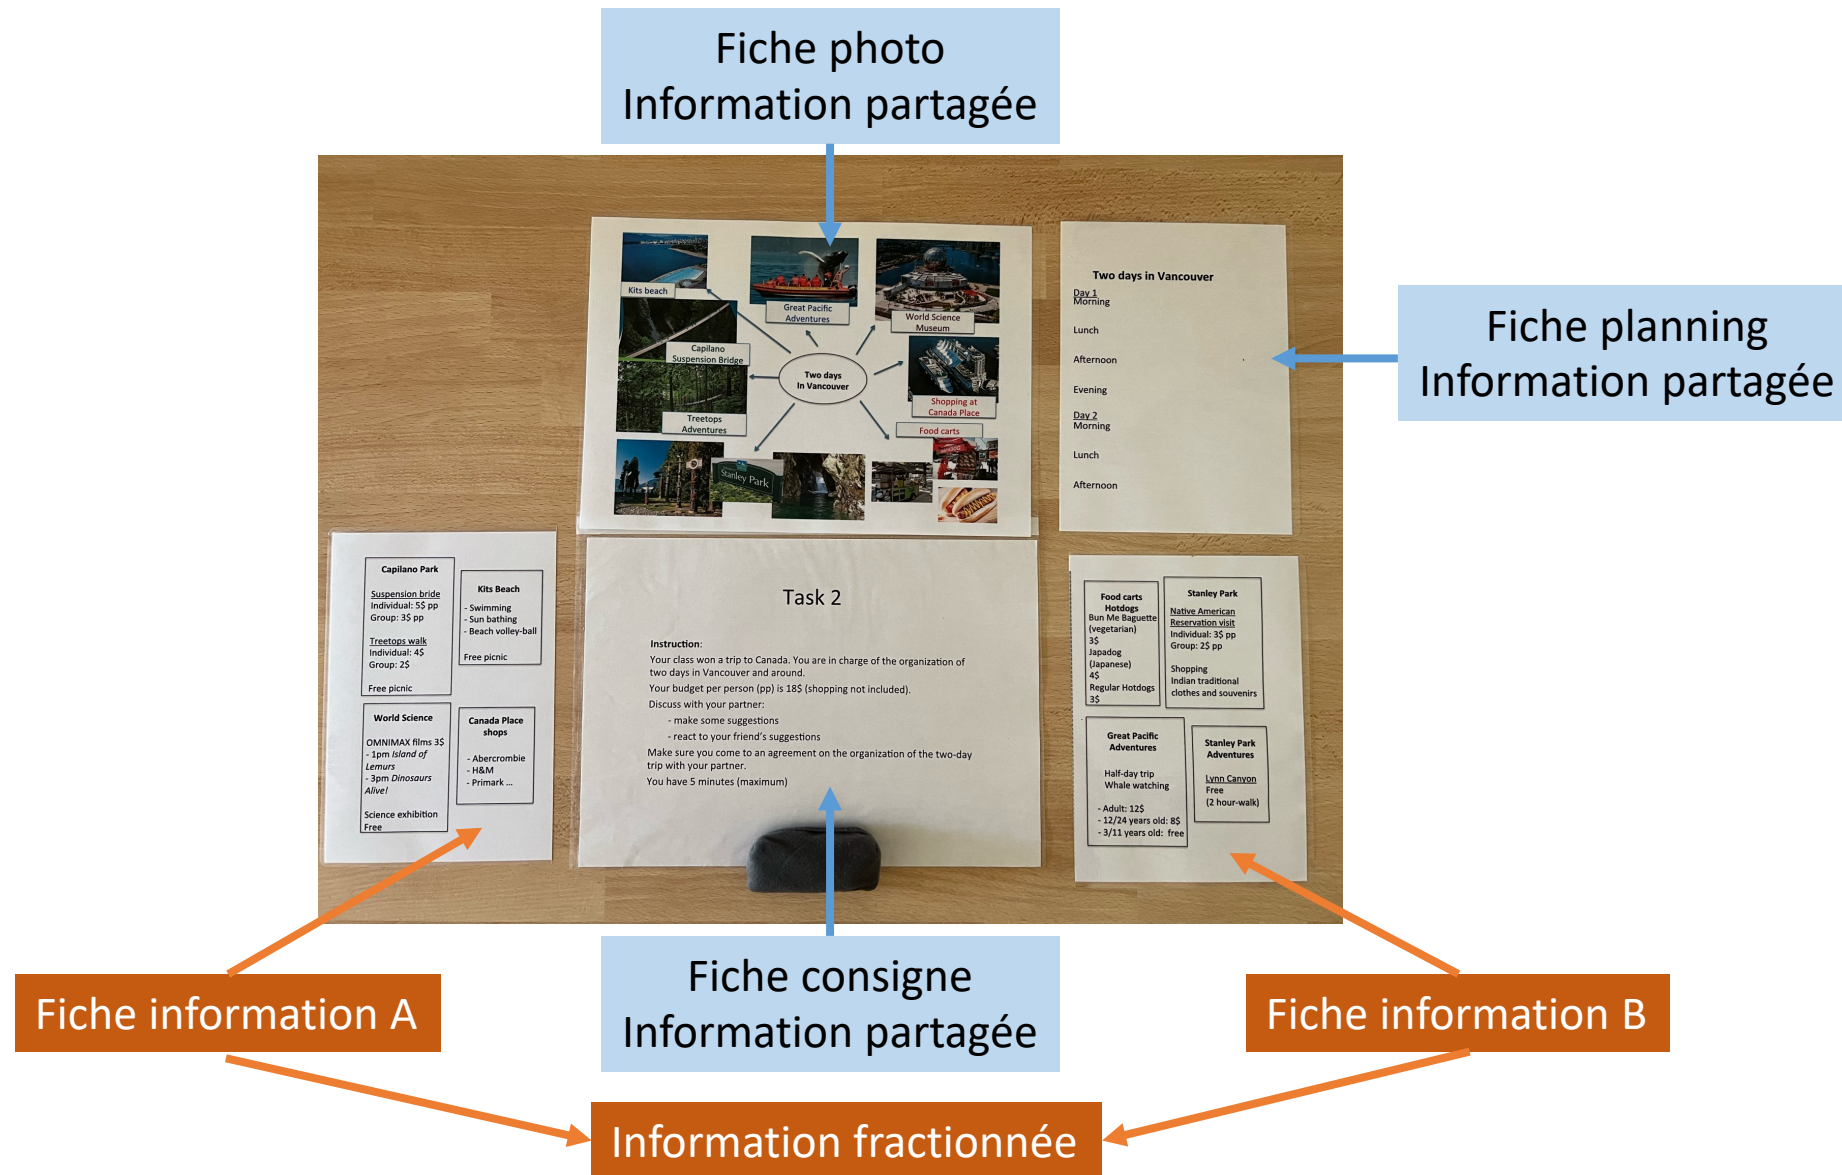 Fiche photo
Information partagée
Kits beach
Great Pacific
Adventures
World Science
Museum
Capilano
Suspension Bridge
Two days
In Vancouver
Shopping at
Canada Place
Treetops
Adventures
Food carts
Stanley Park
Two days in Vancouver
Day 1
Morning
Lunch
Afternoon
Evening
Day 2
Morning
Lunch
Afternoon
Fiche planning
Information partagée
Capilano Park
Suspension bride
Individual: 5$ pp
Group: 3$ pp
Treetops walk
Individual: 4$
Group: 2$
Free picnic
Kits Beach
- Swimming
- Sun bathing
- Beach volley-ball
Free picnic
World Science
OMNIMAX films 3$
- 1pm Island of
Lemurs
- 3pm Dinosaurs
Alive!
Science exhibition
Free
Canada Place
shops
- Abercrombie
- H&M
- Primark ...
Task 2
Instruction:
Your class won a trip to Canada. You are in charge of the organization of
two days in Vancouver and around.
Your budget per person (pp) is 18$ (shopping not included).
Discuss with your partner:
- make some suggestions
- react to your friend's suggestions
Make sure you come to an agreement on the organization of the two-day
trip with your partner.
You have 5 minutes (maximum)
Food carts
Hotdogs
Bun Me Baguette
(vegetarian)
3$
Japadog
(Japanese)
4$
Regular Hotdogs
3$
Stanley Park
Native American
Reservation visit
Individual: 3$ pp
Group: 2$ pp
Shopping
Indian traditional
clothes and souvenirs
Great Pacific
Adventures
Half-day trip
Whale watching
- Adult: 12$
- 12/24 years old: 8$
- 3/11 years old: free
Stanley Park
Adventures
Lynn Canyon
Free
(2 hour-walk)
Fiche information A
Fiche consigne
Information partagée
Fiche information B
Information fractionnée